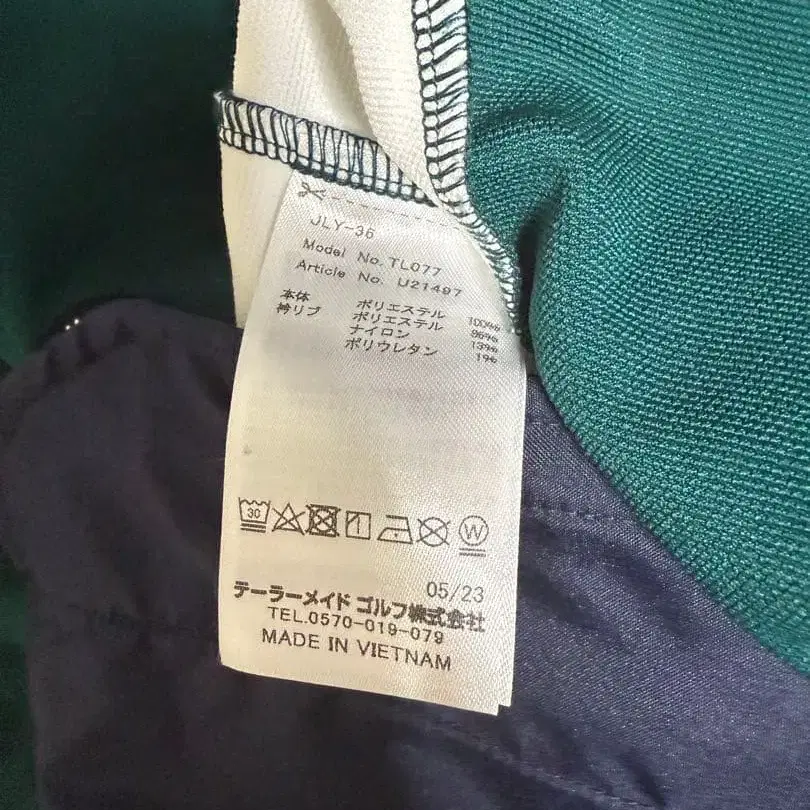 JLY-36
Model No. TL077
Article No. U21497
本体 ポリエステル 100%
衿リブ ポリエステル 86%
ナイロン 13%
ポリウレタン 1%
30
W
05/23
テーラーメイド ゴルフ株式会社
TEL.0570-019-079
MADE IN VIETNAM